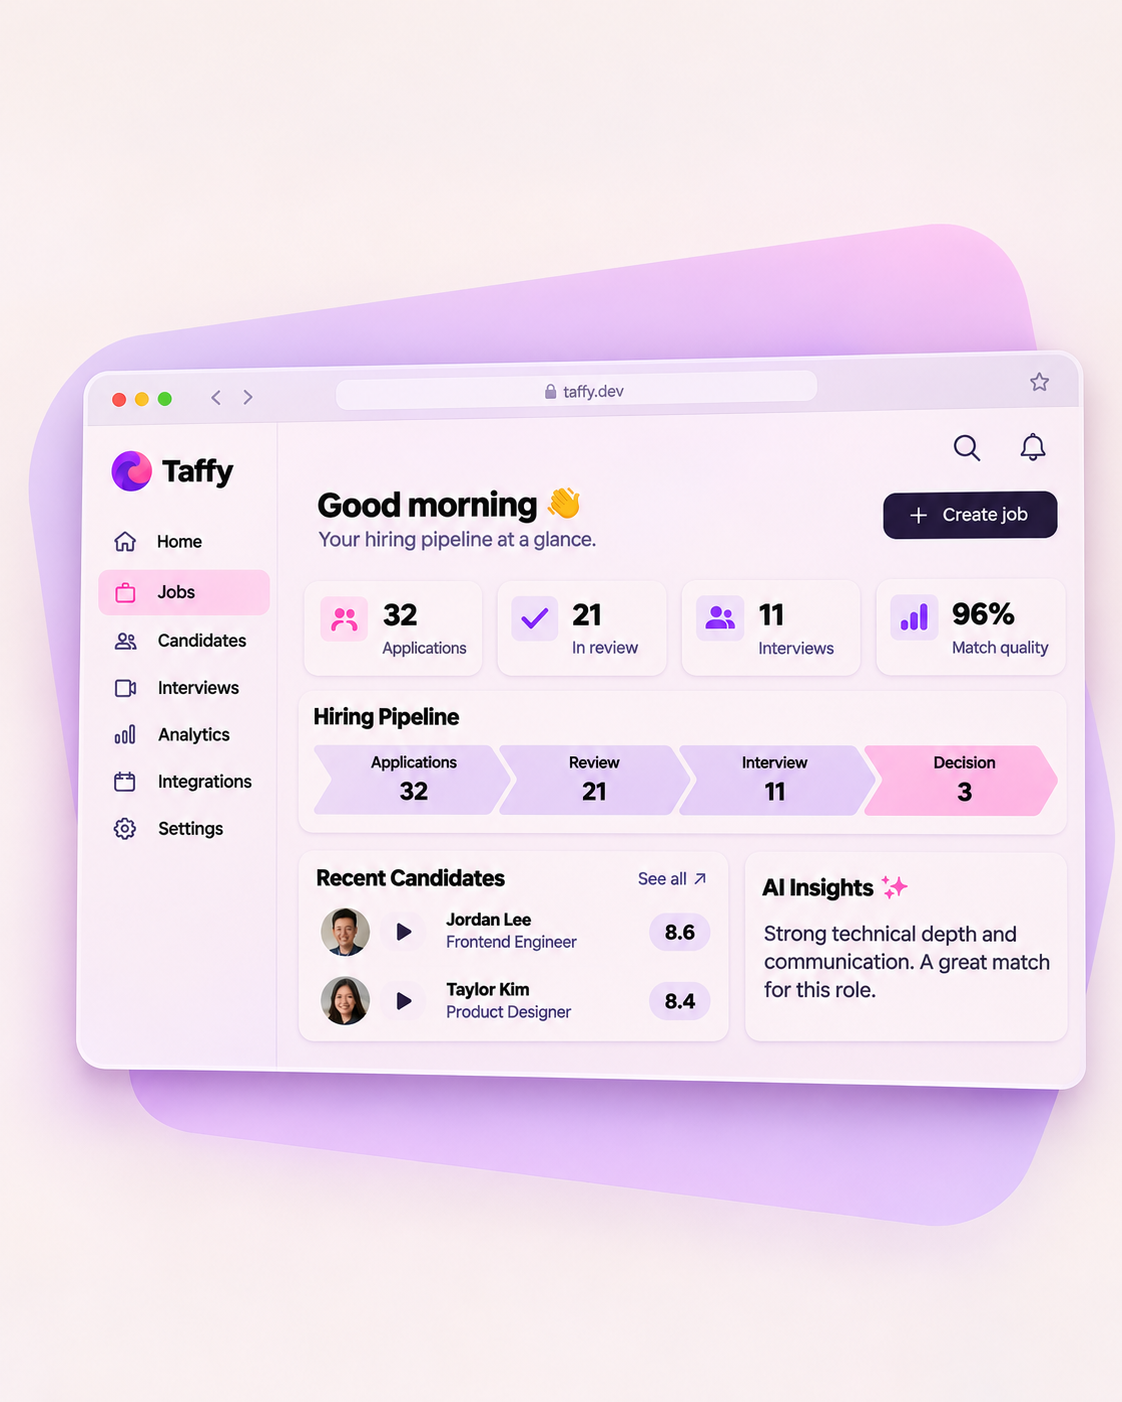 taffy.dev
Taffy
Home
Jobs
Candidates
Interviews
Analytics
Integrations
Settings
Good morning 👋
Your hiring pipeline at a glance.
+ Create job
32
Applications
21
In review
11
Interviews
96%
Match quality
Hiring Pipeline
Applications
32
Review
21
Interview
11
Decision
3
Recent Candidates
See all ↗
Jordan Lee
Frontend Engineer
8.6
Taylor Kim
Product Designer
8.4
AI Insights
Strong technical depth and
communication. A great match
for this role.